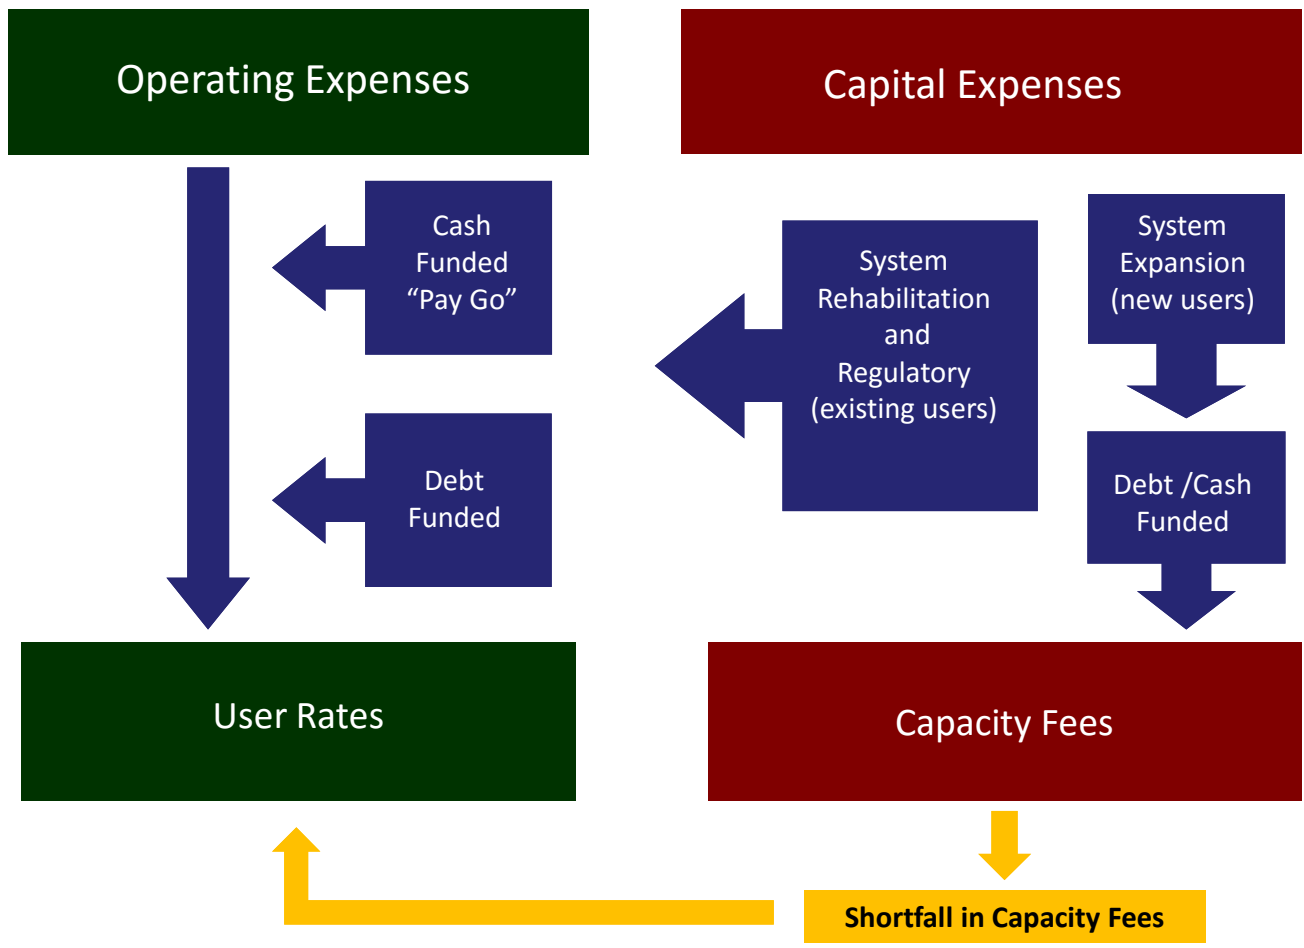 Operating Expenses
Capital Expenses
Cash
Funded
“Pay Go”
System
Rehabilitation
and
Regulatory
(existing users)
System
Expansion
(new users)
Debt
Funded
Debt /Cash
Funded
User Rates
Capacity Fees
Shortfall in Capacity Fees